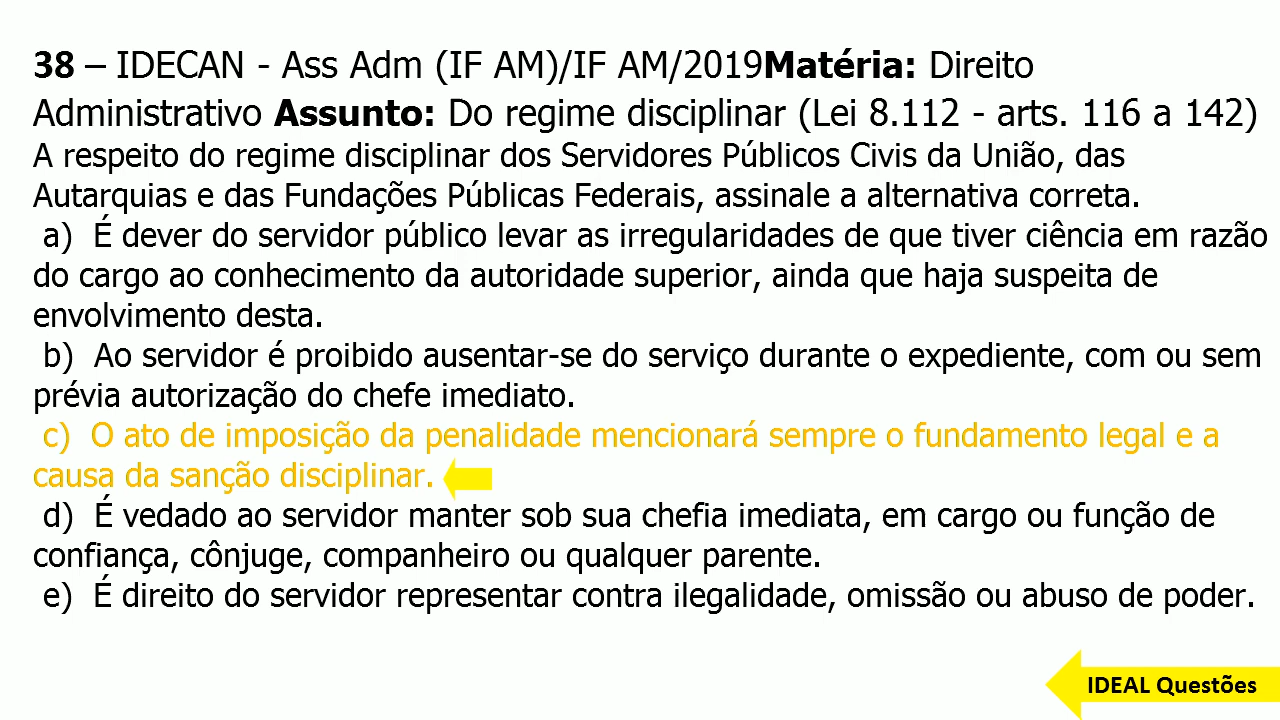 38 – IDECAN - Ass Adm (IF AM)/IF AM/2019Matéria: Direito
Administrativo Assunto: Do regime disciplinar (Lei 8.112 - arts. 116 a 142)
A respeito do regime disciplinar dos Servidores Públicos Civis da União, das
Autarquias e das Fundações Públicas Federais, assinale a alternativa correta.
a) É dever do servidor público levar as irregularidades de que tiver ciência em razão
do cargo ao conhecimento da autoridade superior, ainda que haja suspeita de
envolvimento desta.
b) Ao servidor é proibido ausentar-se do serviço durante o expediente, com ou sem
prévia autorização do chefe imediato.
c) O ato de imposição da penalidade mencionará sempre o fundamento legal e a
causa da sanção disciplinar.
d) É vedado ao servidor manter sob sua chefia imediata, em cargo ou função de
confiança, cônjuge, companheiro ou qualquer parente.
e) É direito do servidor representar contra ilegalidade, omissão ou abuso de poder.
IDEAL Questões